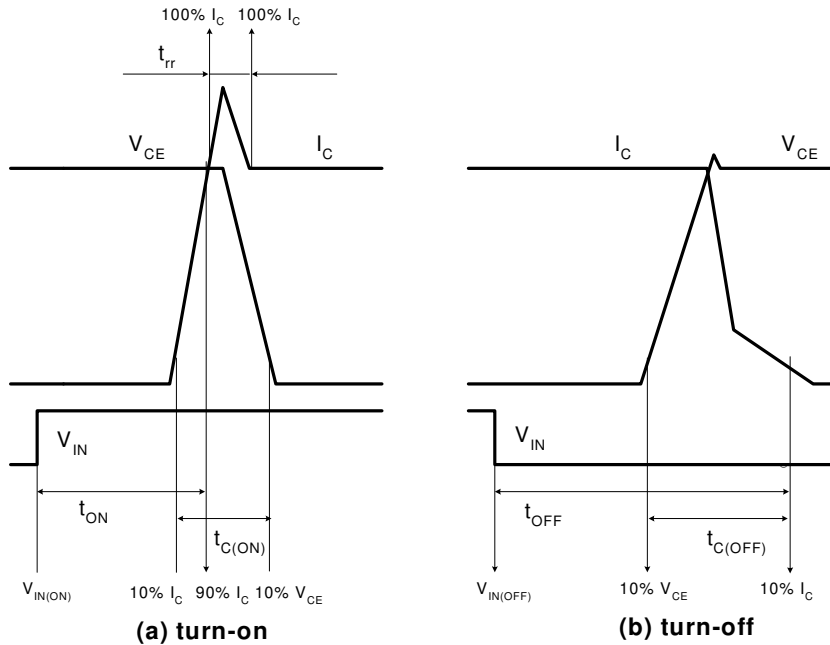 100% I_C 100% I_C
t_rr
V_CE I_C
I_C V_CE
V_IN
V_IN
t_ON
t_OFF
t_C(ON)
t_C(OFF)
V_IN(ON) 10% I_C 90% I_C 10% V_CE
V_IN(OFF) 10% V_CE 10% I_C
(a) turn-on
(b) turn-off